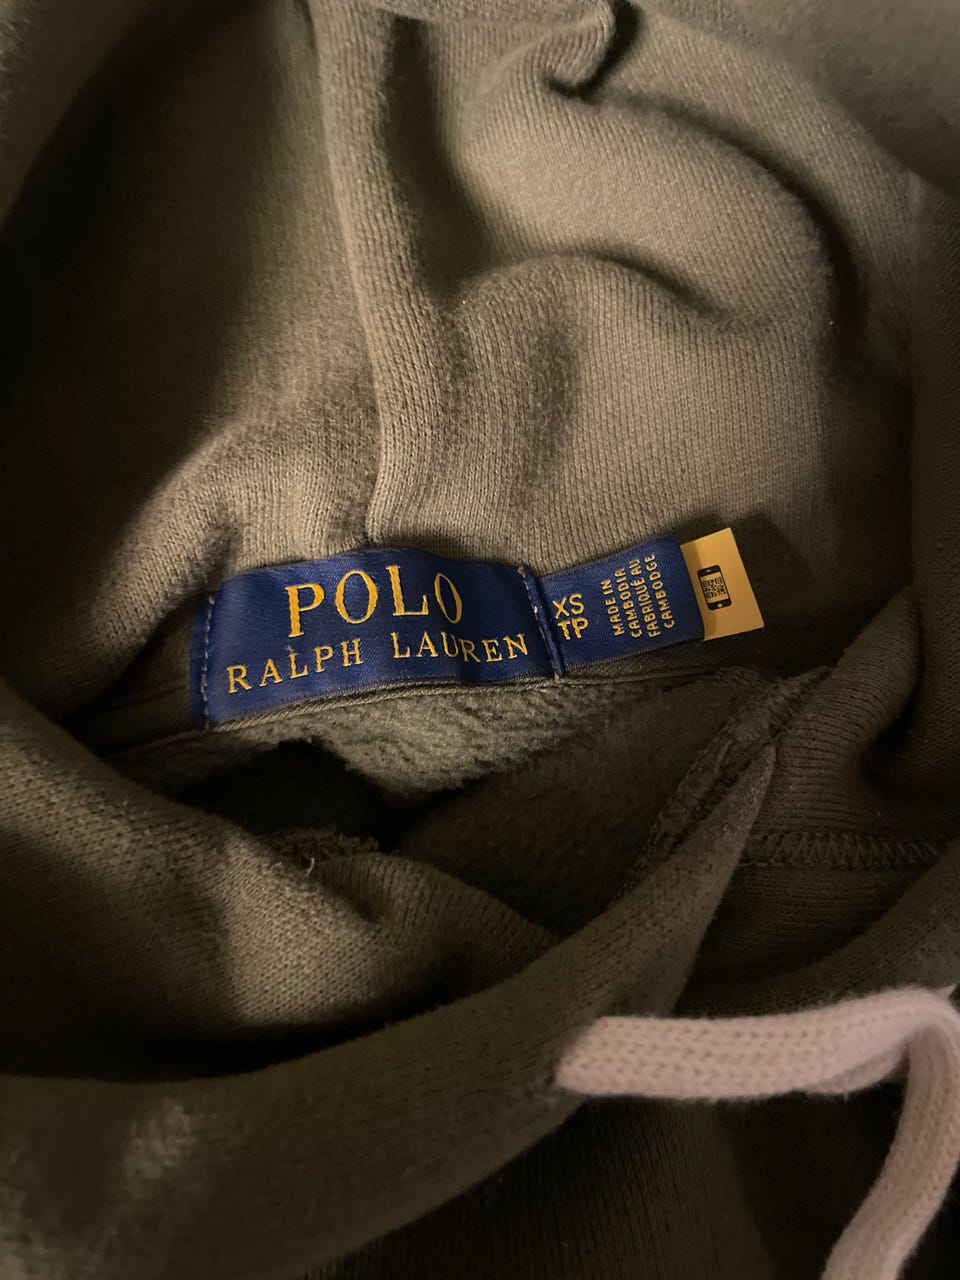 POLO
RALPH LAUREN
XS
TP
MADE IN
CAMBODIA
FABRIQUÉ AU
CAMBODGE